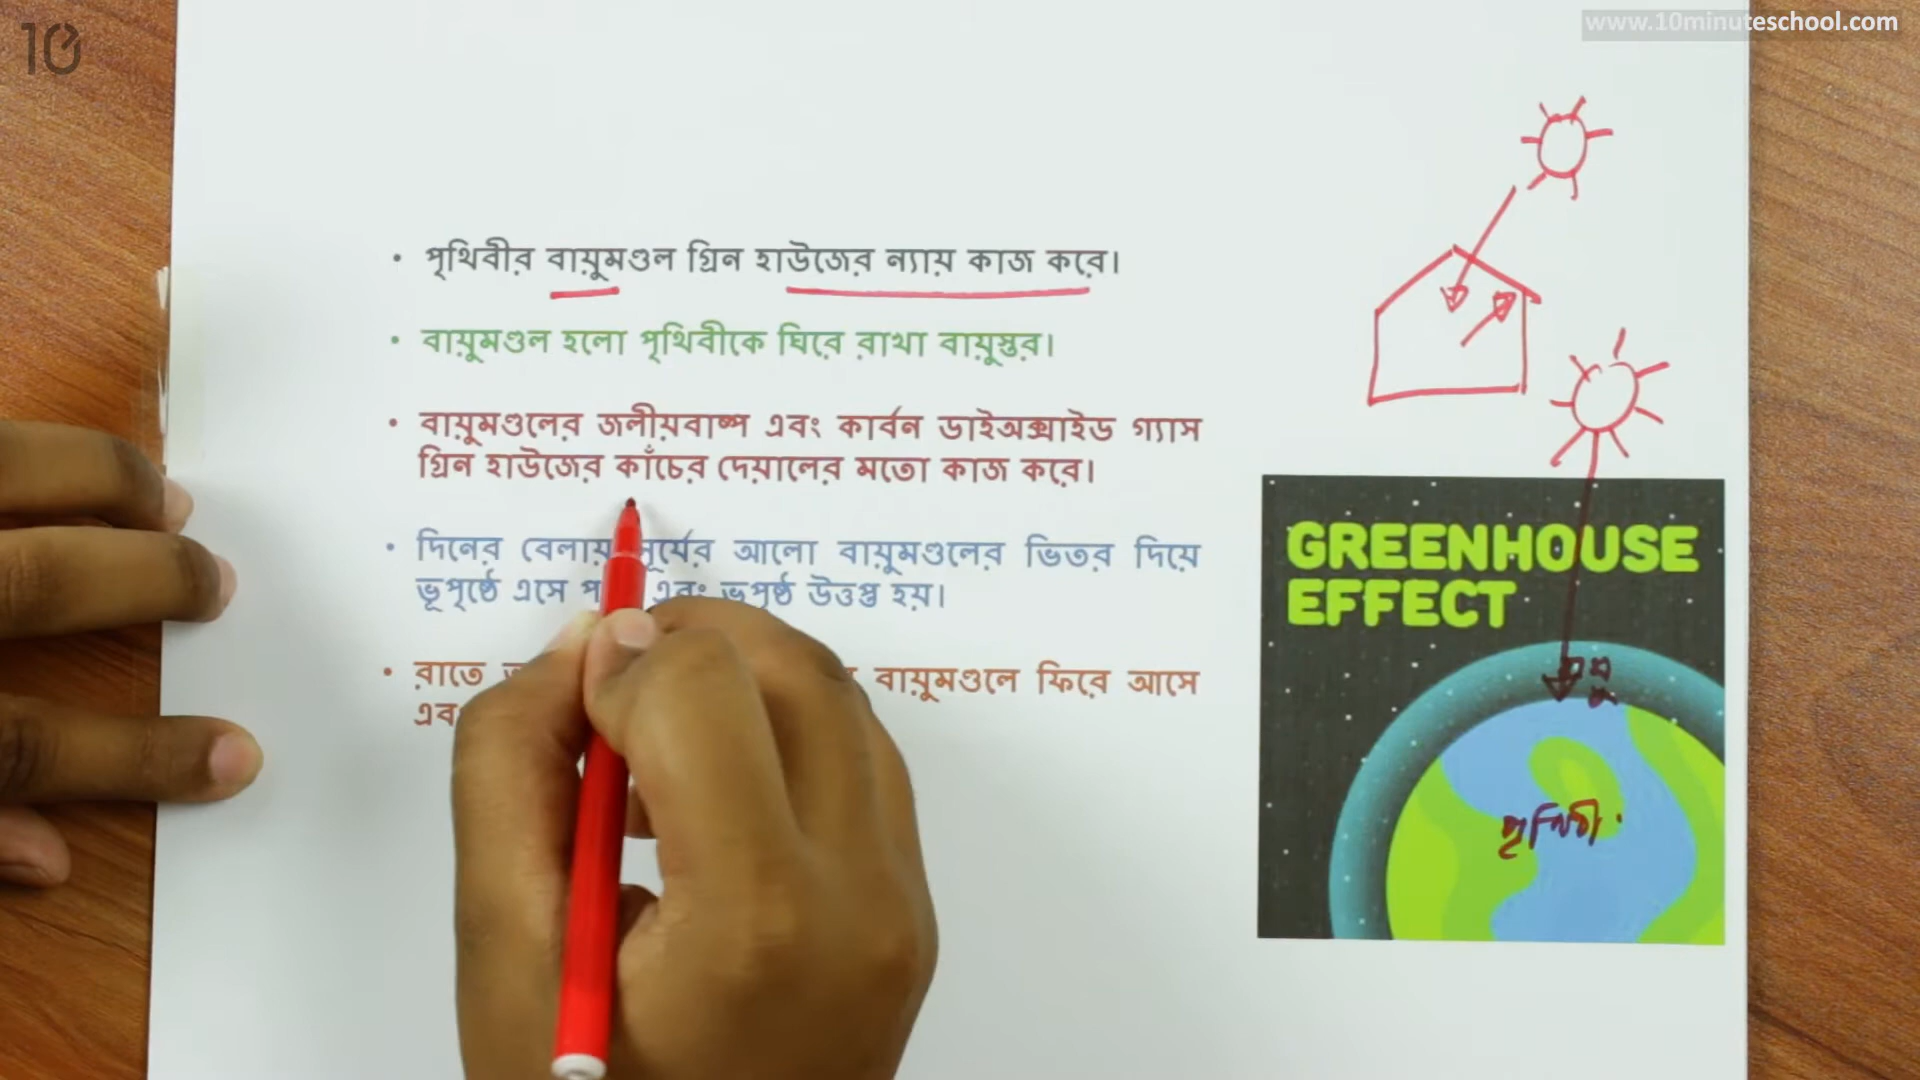 10
www.10minuteschool.com
• পৃথিবীর বায়ুমণ্ডল গ্রিন হাউজের ন্যায় কাজ করে।
• বায়ুমণ্ডল হলো পৃথিবীকে ঘিরে রাখা বায়ুস্তর।
• বায়ুমণ্ডলের জলীয়বাষ্প এবং কার্বন ডাইঅক্সাইড গ্যাস
গ্রিন হাউজের কাঁচের দেয়ালের মতো কাজ করে।
• দিনের বেলায় সূর্যের আলো বায়ুমণ্ডলের ভিতর দিয়ে
ভূপৃষ্ঠে এসে এবং ভূপৃষ্ঠ উত্তপ্ত হয়।
• রাতে বায়ুমণ্ডলে ফিরে আসে
GREENHOUSE
EFFECT
পৃথিবী